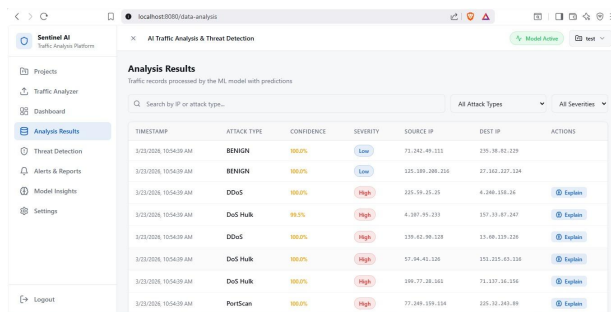 localhost:8080/data-analysis
Sentinel AI
Traffic Analysis Platform
AI Traffic Analysis & Threat Detection
Model Active
test
Projects
Traffic Analyzer
Dashboard
Analysis Results
Threat Detection
Alerts & Reports
Model Insights
Settings
Logout
Analysis Results
Traffic records processed by the ML model with predictions
Search by IP or attack type...
All Attack Types
All Severities
TIMESTAMP ATTACK TYPE CONFIDENCE SEVERITY SOURCE IP DEST IP ACTIONS
3/23/2026, 10:54:39 AM BENIGN 100.0% Low 71.242.49.211 235.38.02.229
3/23/2026, 10:54:39 AM BENIGN 100.0% Low 125.109.208.216 27.162.227.124
3/23/2026, 10:54:39 AM DDoS 100.0% High 225.59.25.25 4.240.158.26 Explain
3/23/2026, 10:54:39 AM DoS Hulk 99.5% High 4.107.95.233 157.33.07.247 Explain
3/23/2026, 10:54:39 AM DDoS 100.0% High 139.62.90.128 13.60.119.226 Explain
3/23/2026, 10:54:39 AM DoS Hulk 100.0% High 57.94.41.126 151.215.63.116 Explain
3/23/2026, 10:54:39 AM DoS Hulk 100.0% High 190.77.28.161 71.137.16.156 Explain
3/23/2026, 10:54:39 AM PortScan 100.0% High 77.249.159.114 225.32.243.89 Explain